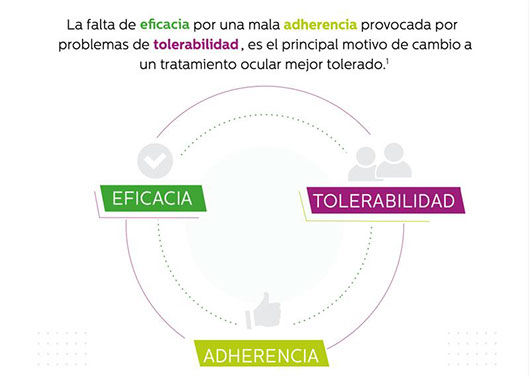 La falta de eficacia por una mala adherencia provocada por
problemas de tolerabilidad, es el principal motivo de cambio a
un tratamiento ocular mejor tolerado.¹
EFICACIA
TOLERABILIDAD
ADHERENCIA